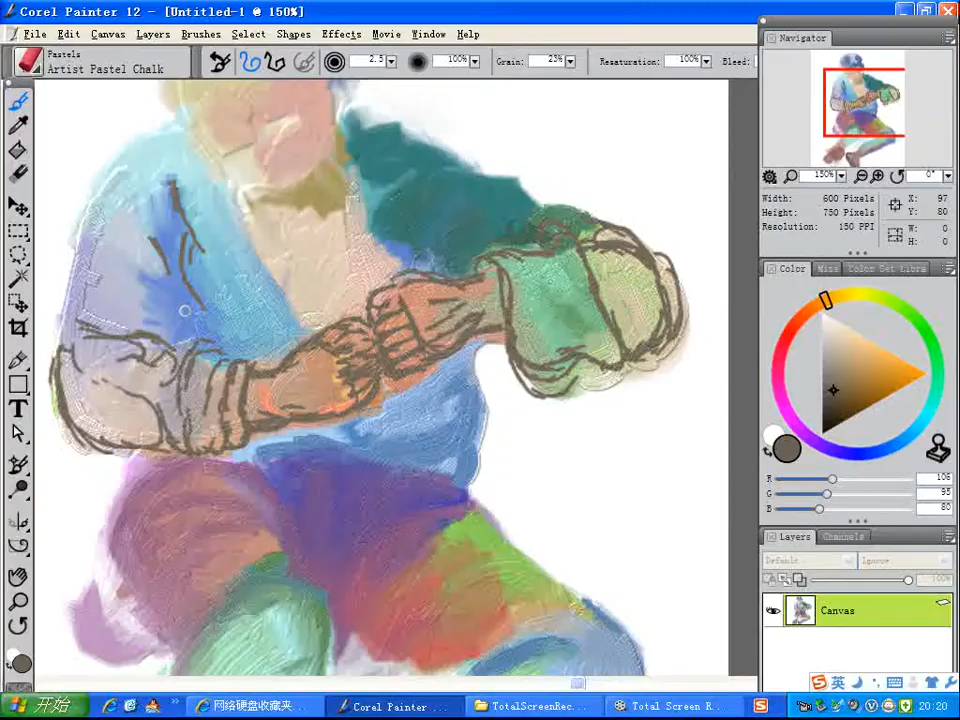 Corel Painter 12 - [Untitled-1 @ 150%]
File Edit Canvas Layers Brushes Select Shapes Effects Movie Window Help
Pastels
Artist Pastel Chalk
2.5
100%
Grain: 23%
Resaturation: 100%
Bleed:
Navigator
150%
0°
Width: 600 Pixels
Height: 750 Pixels
Resolution: 150 PPI
X: 97
Y: 80
W: 0
H: 0
Color
Color Set Libra
R 106
G 95
B 80
Layers Channels
Default Ignore
100%
Canvas
英
开始
网络硬盘收藏夹...
Corel Painter ...
TotalScreenRec...
Total Screen R...
20:20